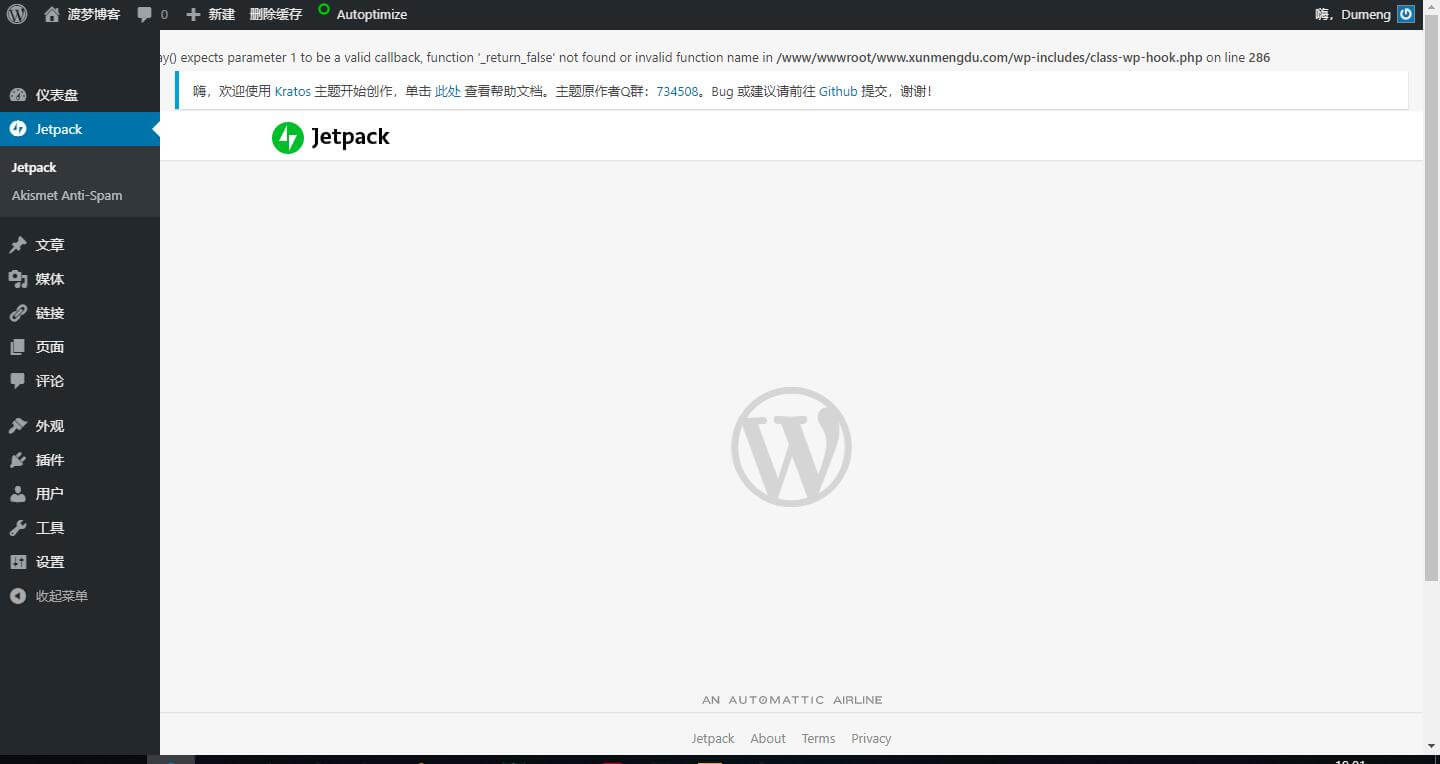 渡梦博客 0 新建 删除缓存 Autoptimize 嗨，Dumeng
expects parameter 1 to be a valid callback, function '_return_false' not found or invalid function name in /www/wwwroot/www.xunmengdu.com/wp-includes/class-wp-hook.php on line 286
嗨，欢迎使用 Kratos 主题开始创作，单击 此处 查看帮助文档。主题原作者Q群：734508。Bug 或建议请前往 Github 提交，谢谢！
仪表盘
Jetpack
Jetpack
Akismet Anti-Spam
文章
媒体
链接
页面
评论
外观
插件
用户
工具
设置
收起菜单
Jetpack
AN AUTOMATTIC AIRLINE
Jetpack About Terms Privacy